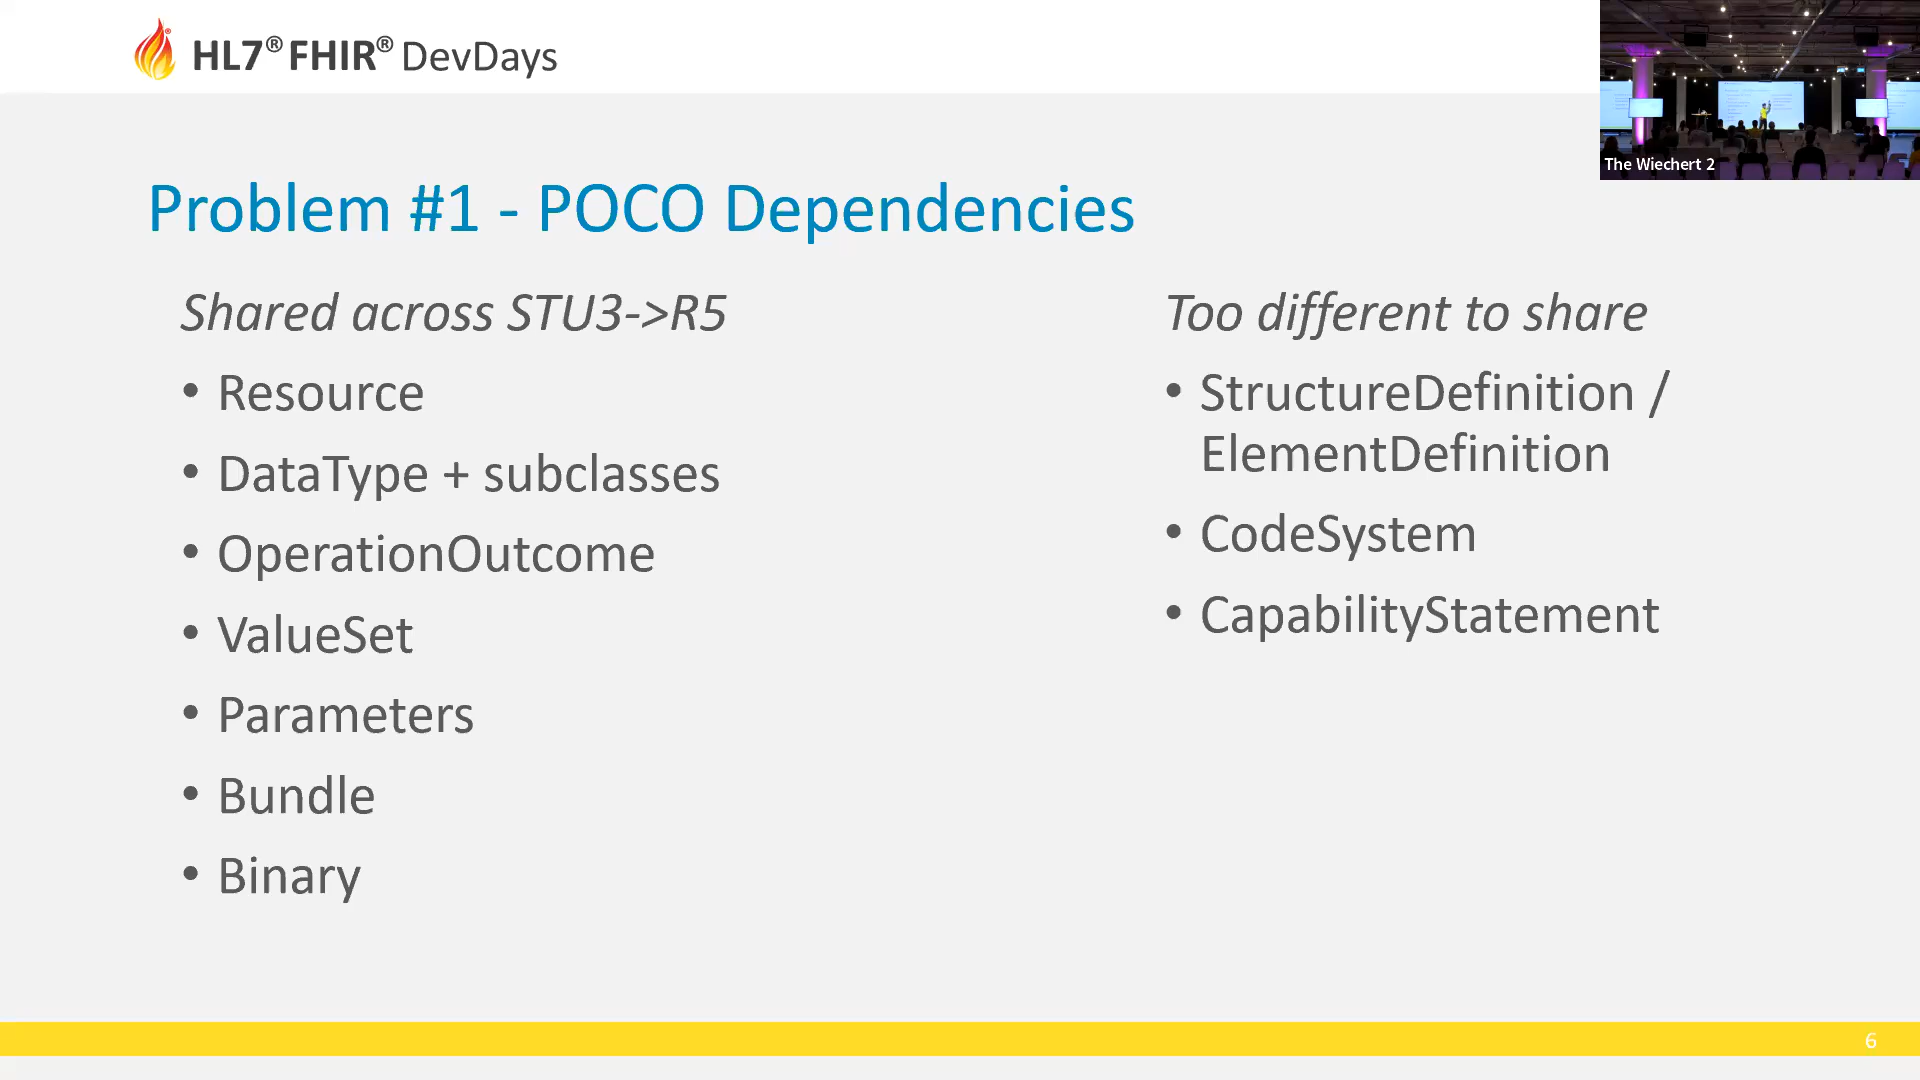 HL7® FHIR® DevDays
The Wiechert 2
Problem #1 - POCO Dependencies
Shared across STU3->R5
• Resource
• DataType + subclasses
• OperationOutcome
• ValueSet
• Parameters
• Bundle
• Binary
Too different to share
• StructureDefinition /
ElementDefinition
• CodeSystem
• CapabilityStatement
6